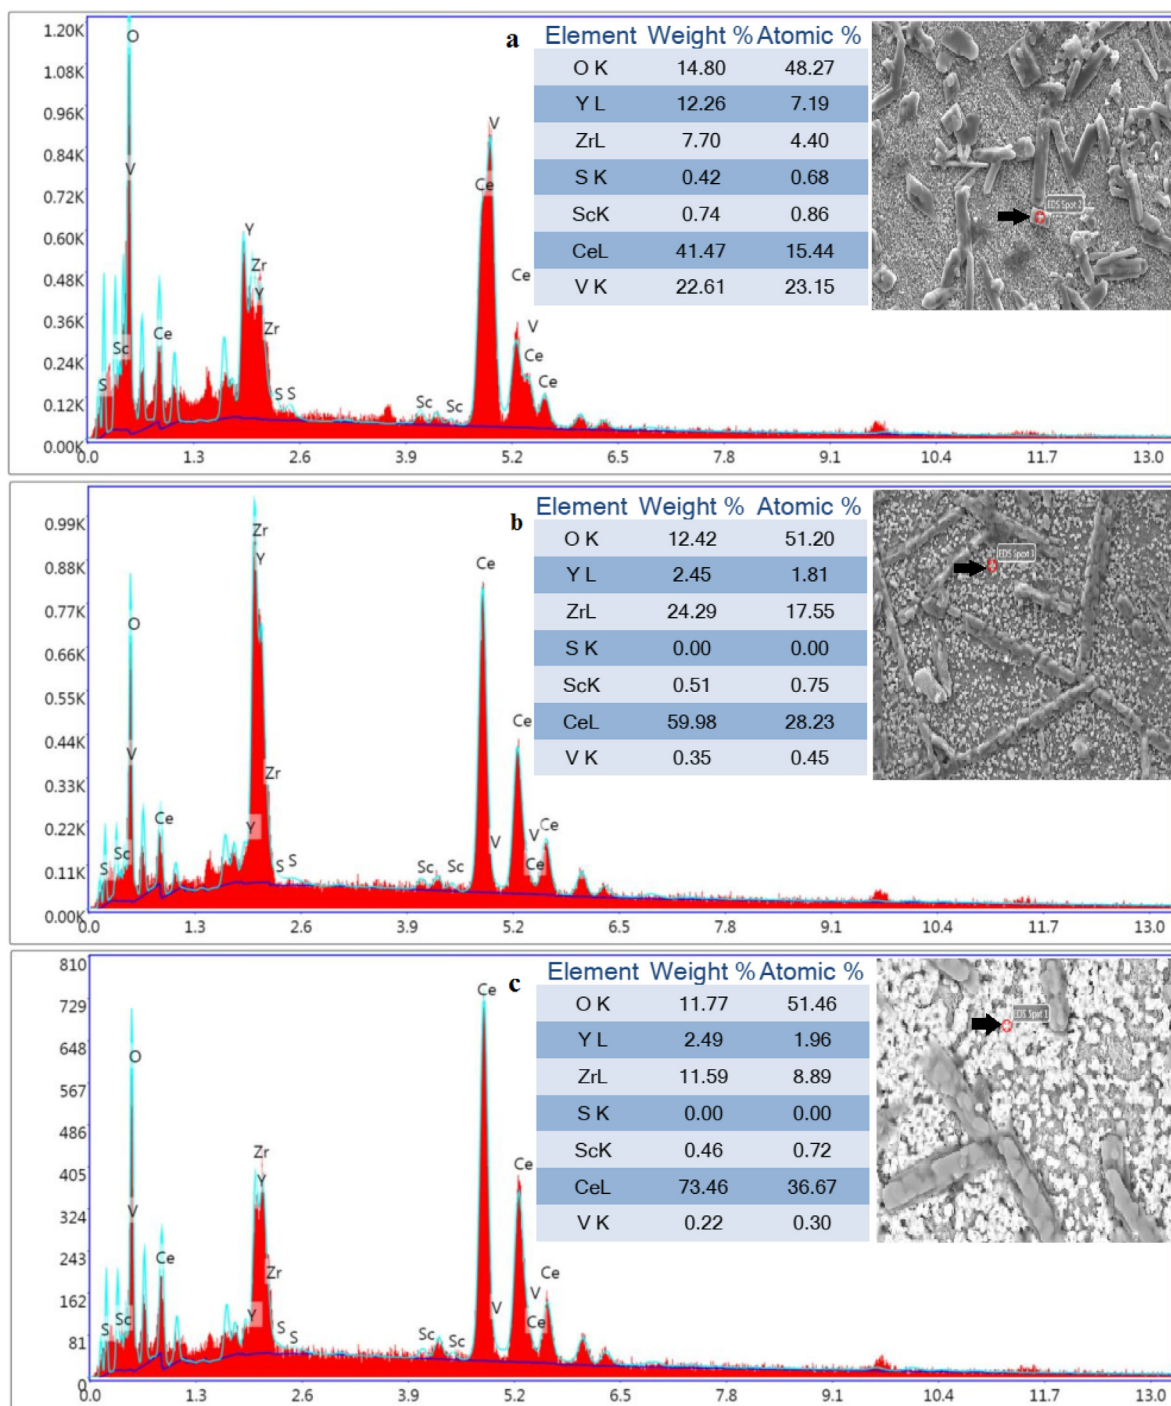 a
Element Weight % Atomic %
O K 14.80 48.27
Y L 12.26 7.19
ZrL 7.70 4.40
S K 0.42 0.68
ScK 0.74 0.86
CeL 41.47 15.44
V K 22.61 23.15
EDS Spot 2
1.20K
1.08K
0.96K
0.84K
0.72K
0.60K
0.48K
0.36K
0.24K
0.12K
0.00K
O
V
Sc
S
Ce
Y
Zr
Y
Zr
S S
Sc
Sc
Ce
V
Ce
V
Ce
Ce
0.0 1.3 2.6 3.9 5.2 6.5 7.8 9.1 10.4 11.7 13.0
b
Element Weight % Atomic %
O K 12.42 51.20
Y L 2.45 1.81
ZrL 24.29 17.55
S K 0.00 0.00
ScK 0.51 0.75
CeL 59.98 28.23
V K 0.35 0.45
EDS Spot 3
0.99K
0.88K
0.77K
0.66K
0.55K
0.44K
0.33K
0.22K
0.11K
0.00K
O
V
Sc
S
Ce
Zr
Y
Zr
Y
S S
Sc Sc
Ce
Ce
V
V
Ce
Ce
0.0 1.3 2.6 3.9 5.2 6.5 7.8 9.1 10.4 11.7 13.0
c
Element Weight % Atomic %
O K 11.77 51.46
Y L 2.49 1.96
ZrL 11.59 8.89
S K 0.00 0.00
ScK 0.46 0.72
CeL 73.46 36.67
V K 0.22 0.30
EDS Spot 1
810
729
648
567
486
405
324
243
162
81
0
O
V
Sc
S
Ce
Zr
Y
Zr
Y
S
S
Sc Sc
Ce
Ce
V
V
Ce
Ce
0.0 1.3 2.6 3.9 5.2 6.5 7.8 9.1 10.4 11.7 13.0